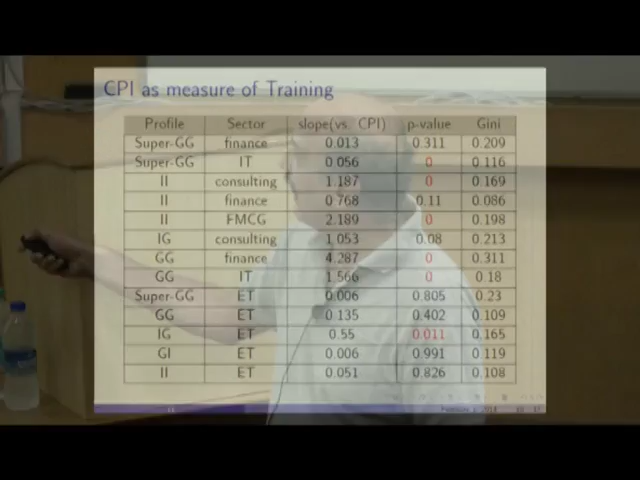 CPI as measure of Training
Profile Sector slope(vs. CPI) p-value Gini
Super-GG finance 0.013 0.311 0.209
Super-GG IT 0.056 0 0.116
II consulting 1.187 0 0.169
II finance 0.768 0.11 0.086
II FMCG 2.189 0 0.198
IG consulting 1.053 0.08 0.213
GG finance 4.287 0 0.311
GG IT 1.566 0 0.18
Super-GG ET 0.006 0.805 0.23
GG ET 0.135 0.402 0.109
IG ET 0.55 0.011 0.165
GI ET 0.006 0.991 0.119
II ET 0.051 0.826 0.108